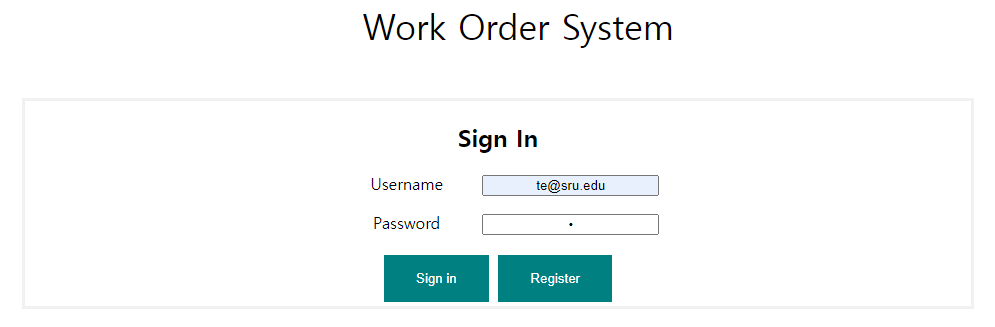 Work Order System
Sign In
Username te@sru.edu
Password •
Sign in Register